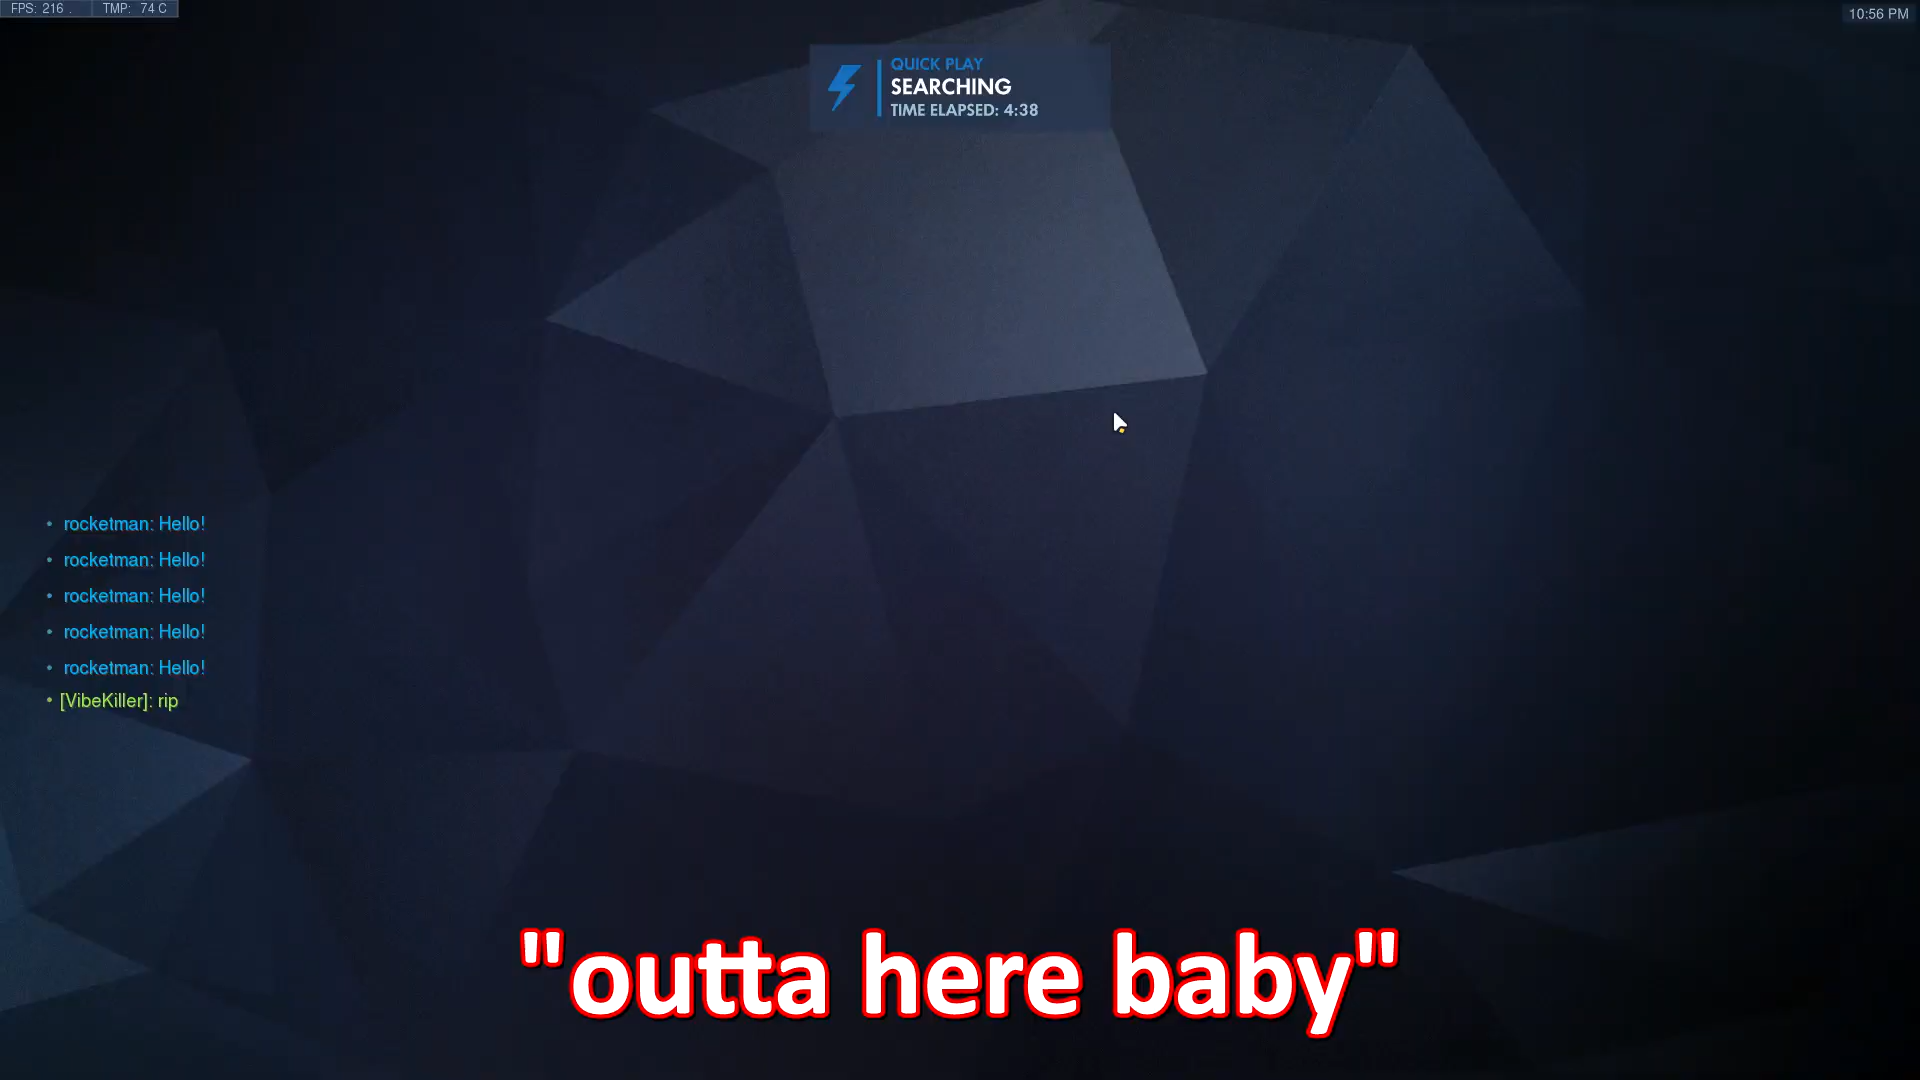 FPS: 216 . TMP: 74 C
10:56 PM
QUICK PLAY
SEARCHING
TIME ELAPSED: 4:38
• rocketman: Hello!
• rocketman: Hello!
• rocketman: Hello!
• rocketman: Hello!
• rocketman: Hello!
• [VibeKiller]: rip
"outta here baby"